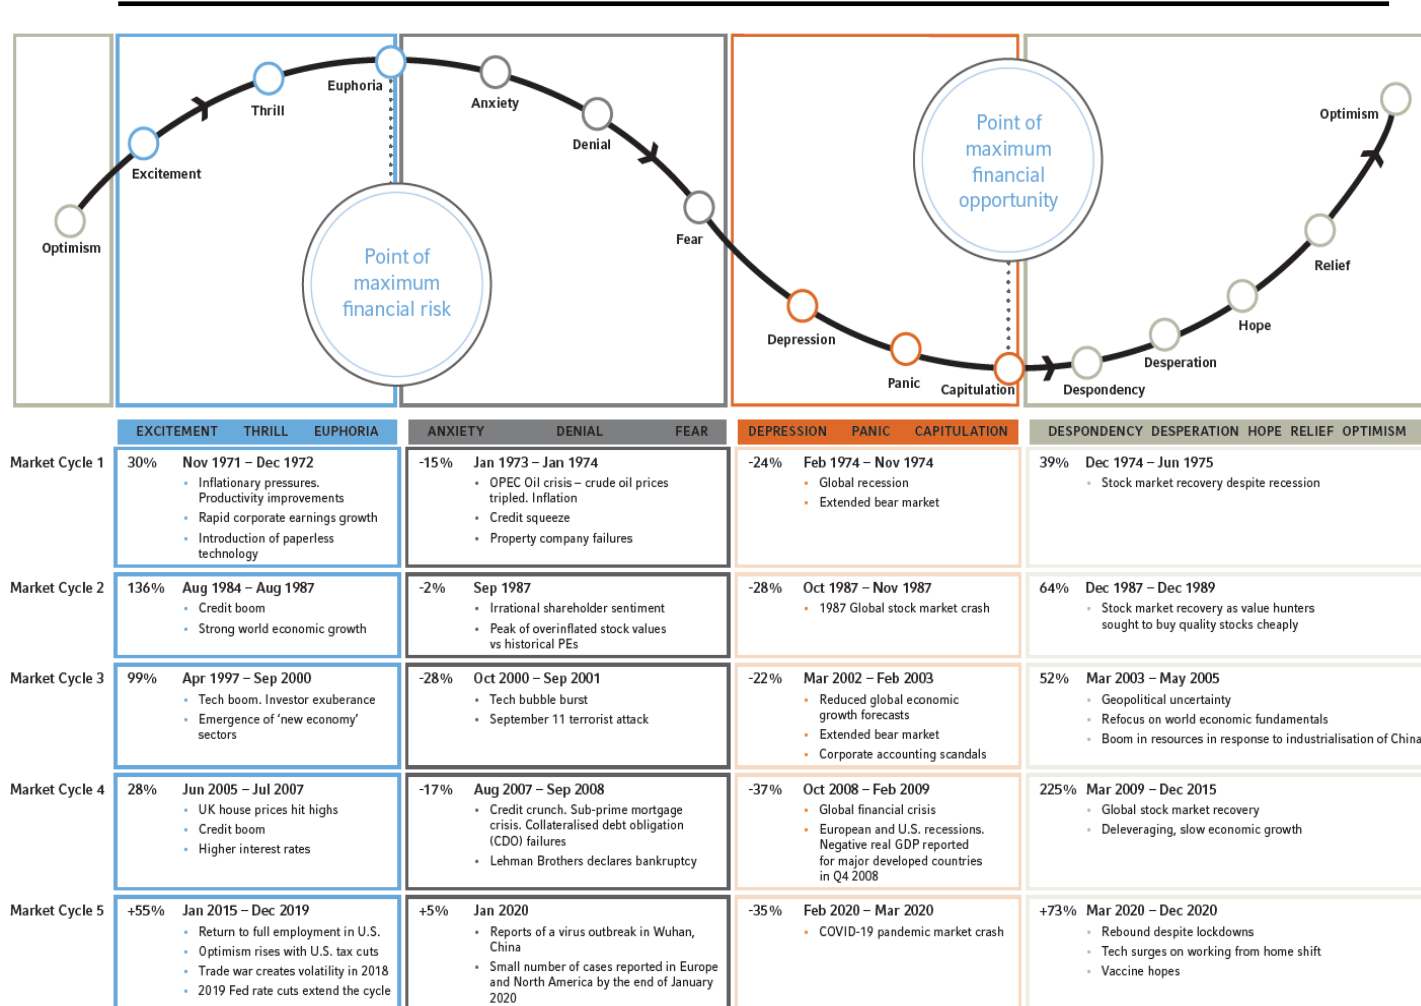 Optimism
Excitement
Thrill
Euphoria
Anxiety
Denial
Fear
Depression
Panic
Capitulation
Despondency
Desperation
Hope
Relief
Optimism
Point of
maximum
financial risk
Point of
maximum
financial
opportunity
EXCITEMENT THRILL EUPHORIA
ANXIETY DENIAL FEAR
DEPRESSION PANIC CAPITULATION
DESPONDENCY DESPERATION HOPE RELIEF OPTIMISM
Market Cycle 1
30% Nov 1971 – Dec 1972
• Inflationary pressures.
Productivity improvements
• Rapid corporate earnings growth
• Introduction of paperless
technology
-15% Jan 1973 – Jan 1974
• OPEC Oil crisis – crude oil prices
tripled. Inflation
• Credit squeeze
• Property company failures
-24% Feb 1974 – Nov 1974
• Global recession
• Extended bear market
39% Dec 1974 – Jun 1975
• Stock market recovery despite recession
Market Cycle 2
136% Aug 1984 – Aug 1987
• Credit boom
• Strong world economic growth
-2% Sep 1987
• Irrational shareholder sentiment
• Peak of overinflated stock values
vs historical PEs
-28% Oct 1987 – Nov 1987
• 1987 Global stock market crash
64% Dec 1987 – Dec 1989
• Stock market recovery as value hunters
sought to buy quality stocks cheaply
Market Cycle 3
99% Apr 1997 – Sep 2000
• Tech boom. Investor exuberance
• Emergence of ‘new economy’
sectors
-28% Oct 2000 – Sep 2001
• Tech bubble burst
• September 11 terrorist attack
-22% Mar 2002 – Feb 2003
• Reduced global economic
growth forecasts
• Extended bear market
• Corporate accounting scandals
52% Mar 2003 – May 2005
• Geopolitical uncertainty
• Refocus on world economic fundamentals
• Boom in resources in response to industrialisation of China
Market Cycle 4
28% Jun 2005 – Jul 2007
• UK house prices hit highs
• Credit boom
• Higher interest rates
-17% Aug 2007 – Sep 2008
• Credit crunch. Sub-prime mortgage
crisis. Collateralised debt obligation
(CDO) failures
• Lehman Brothers declares bankruptcy
-37% Oct 2008 – Feb 2009
• Global financial crisis
• European and U.S. recessions.
Negative real GDP reported
for major developed countries
in Q4 2008
225% Mar 2009 – Dec 2015
• Global stock market recovery
• Deleveraging, slow economic growth
Market Cycle 5
+55% Jan 2015 – Dec 2019
• Return to full employment in U.S.
• Optimism rises with U.S. tax cuts
• Trade war creates volatility in 2018
• 2019 Fed rate cuts extend the cycle
+5% Jan 2020
• Reports of a virus outbreak in Wuhan,
China
• Small number of cases reported in Europe
and North America by the end of January
2020
-35% Feb 2020 – Mar 2020
• COVID-19 pandemic market crash
+73% Mar 2020 – Dec 2020
• Rebound despite lockdowns
• Tech surges on working from home shift
• Vaccine hopes